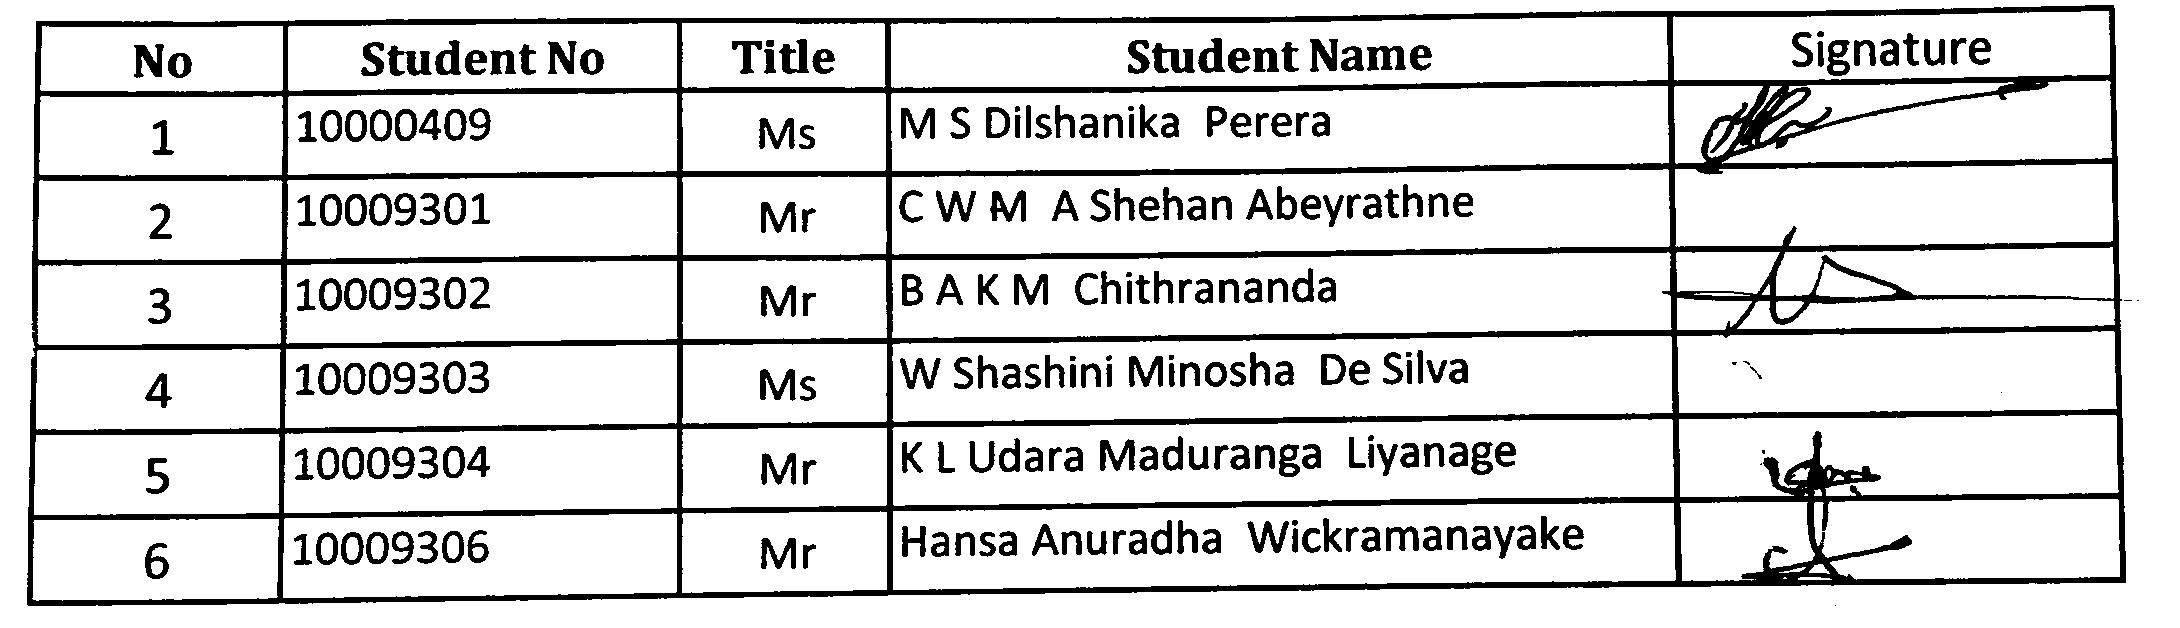 No Student No Title Student Name Signature
1 10000409 Ms M S Dilshanika Perera
2 10009301 Mr C W M A Shehan Abeyrathne
3 10009302 Mr B A K M Chithrananda
4 10009303 Ms W Shashini Minosha De Silva
5 10009304 Mr K L Udara Maduranga Liyanage
6 10009306 Mr Hansa Anuradha Wickramanayake